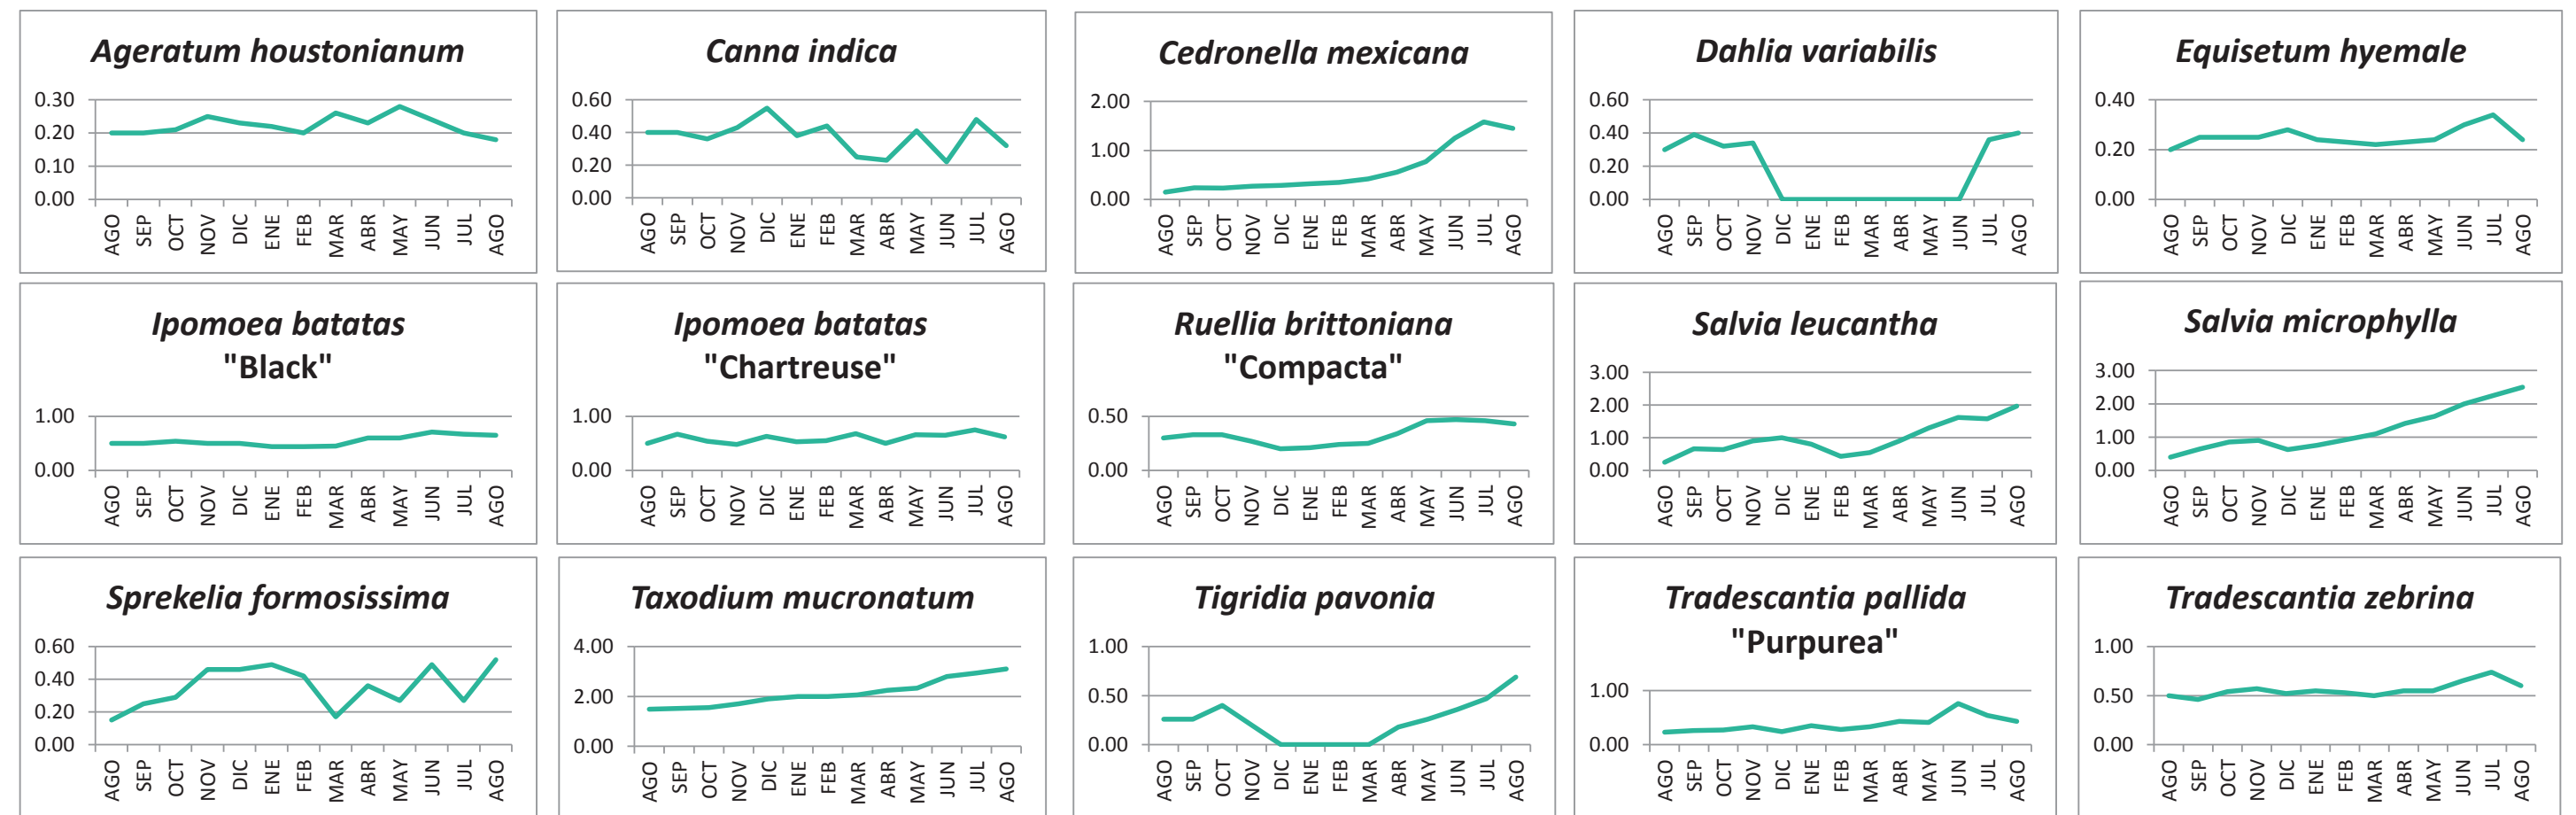 Ageratum houstonianum
0.30
0.20
0.10
0.00
AGO SEP OCT NOV DIC ENE FEB MAR ABR MAY JUN JUL AGO
Canna indica
0.60
0.40
0.20
0.00
AGO SEP OCT NOV DIC ENE FEB MAR ABR MAY JUN JUL AGO
Cedronella mexicana
2.00
1.00
0.00
AGO SEP OCT NOV DIC ENE FEB MAR ABR MAY JUN JUL AGO
Dahlia variabilis
0.60
0.40
0.20
0.00
AGO SEP OCT NOV DIC ENE FEB MAR ABR MAY JUN JUL AGO
Equisetum hyemale
0.40
0.20
0.00
AGO SEP OCT NOV DIC ENE FEB MAR ABR MAY JUN JUL AGO
Ipomoea batatas
"Black"
1.00
0.00
AGO SEP OCT NOV DIC ENE FEB MAR ABR MAY JUN JUL AGO
Ipomoea batatas
"Chartreuse"
1.00
0.00
AGO SEP OCT NOV DIC ENE FEB MAR ABR MAY JUN JUL AGO
Ruellia brittoniana
"Compacta"
0.50
0.00
AGO SEP OCT NOV DIC ENE FEB MAR ABR MAY JUN JUL AGO
Salvia leucantha
3.00
2.00
1.00
0.00
AGO SEP OCT NOV DIC ENE FEB MAR ABR MAY JUN JUL AGO
Salvia microphylla
3.00
2.00
1.00
0.00
AGO SEP OCT NOV DIC ENE FEB MAR ABR MAY JUN JUL AGO
Sprekelia formosissima
0.60
0.40
0.20
0.00
AGO SEP OCT NOV DIC ENE FEB MAR ABR MAY JUN JUL AGO
Taxodium mucronatum
4.00
2.00
0.00
AGO SEP OCT NOV DIC ENE FEB MAR ABR MAY JUN JUL AGO
Tigridia pavonia
1.00
0.50
0.00
AGO SEP OCT NOV DIC ENE FEB MAR ABR MAY JUN JUL AGO
Tradescantia pallida
"Purpurea"
1.00
0.00
AGO SEP OCT NOV DIC ENE FEB MAR ABR MAY JUN JUL AGO
Tradescantia zebrina
1.00
0.50
0.00
AGO SEP OCT NOV DIC ENE FEB MAR ABR MAY JUN JUL AGO